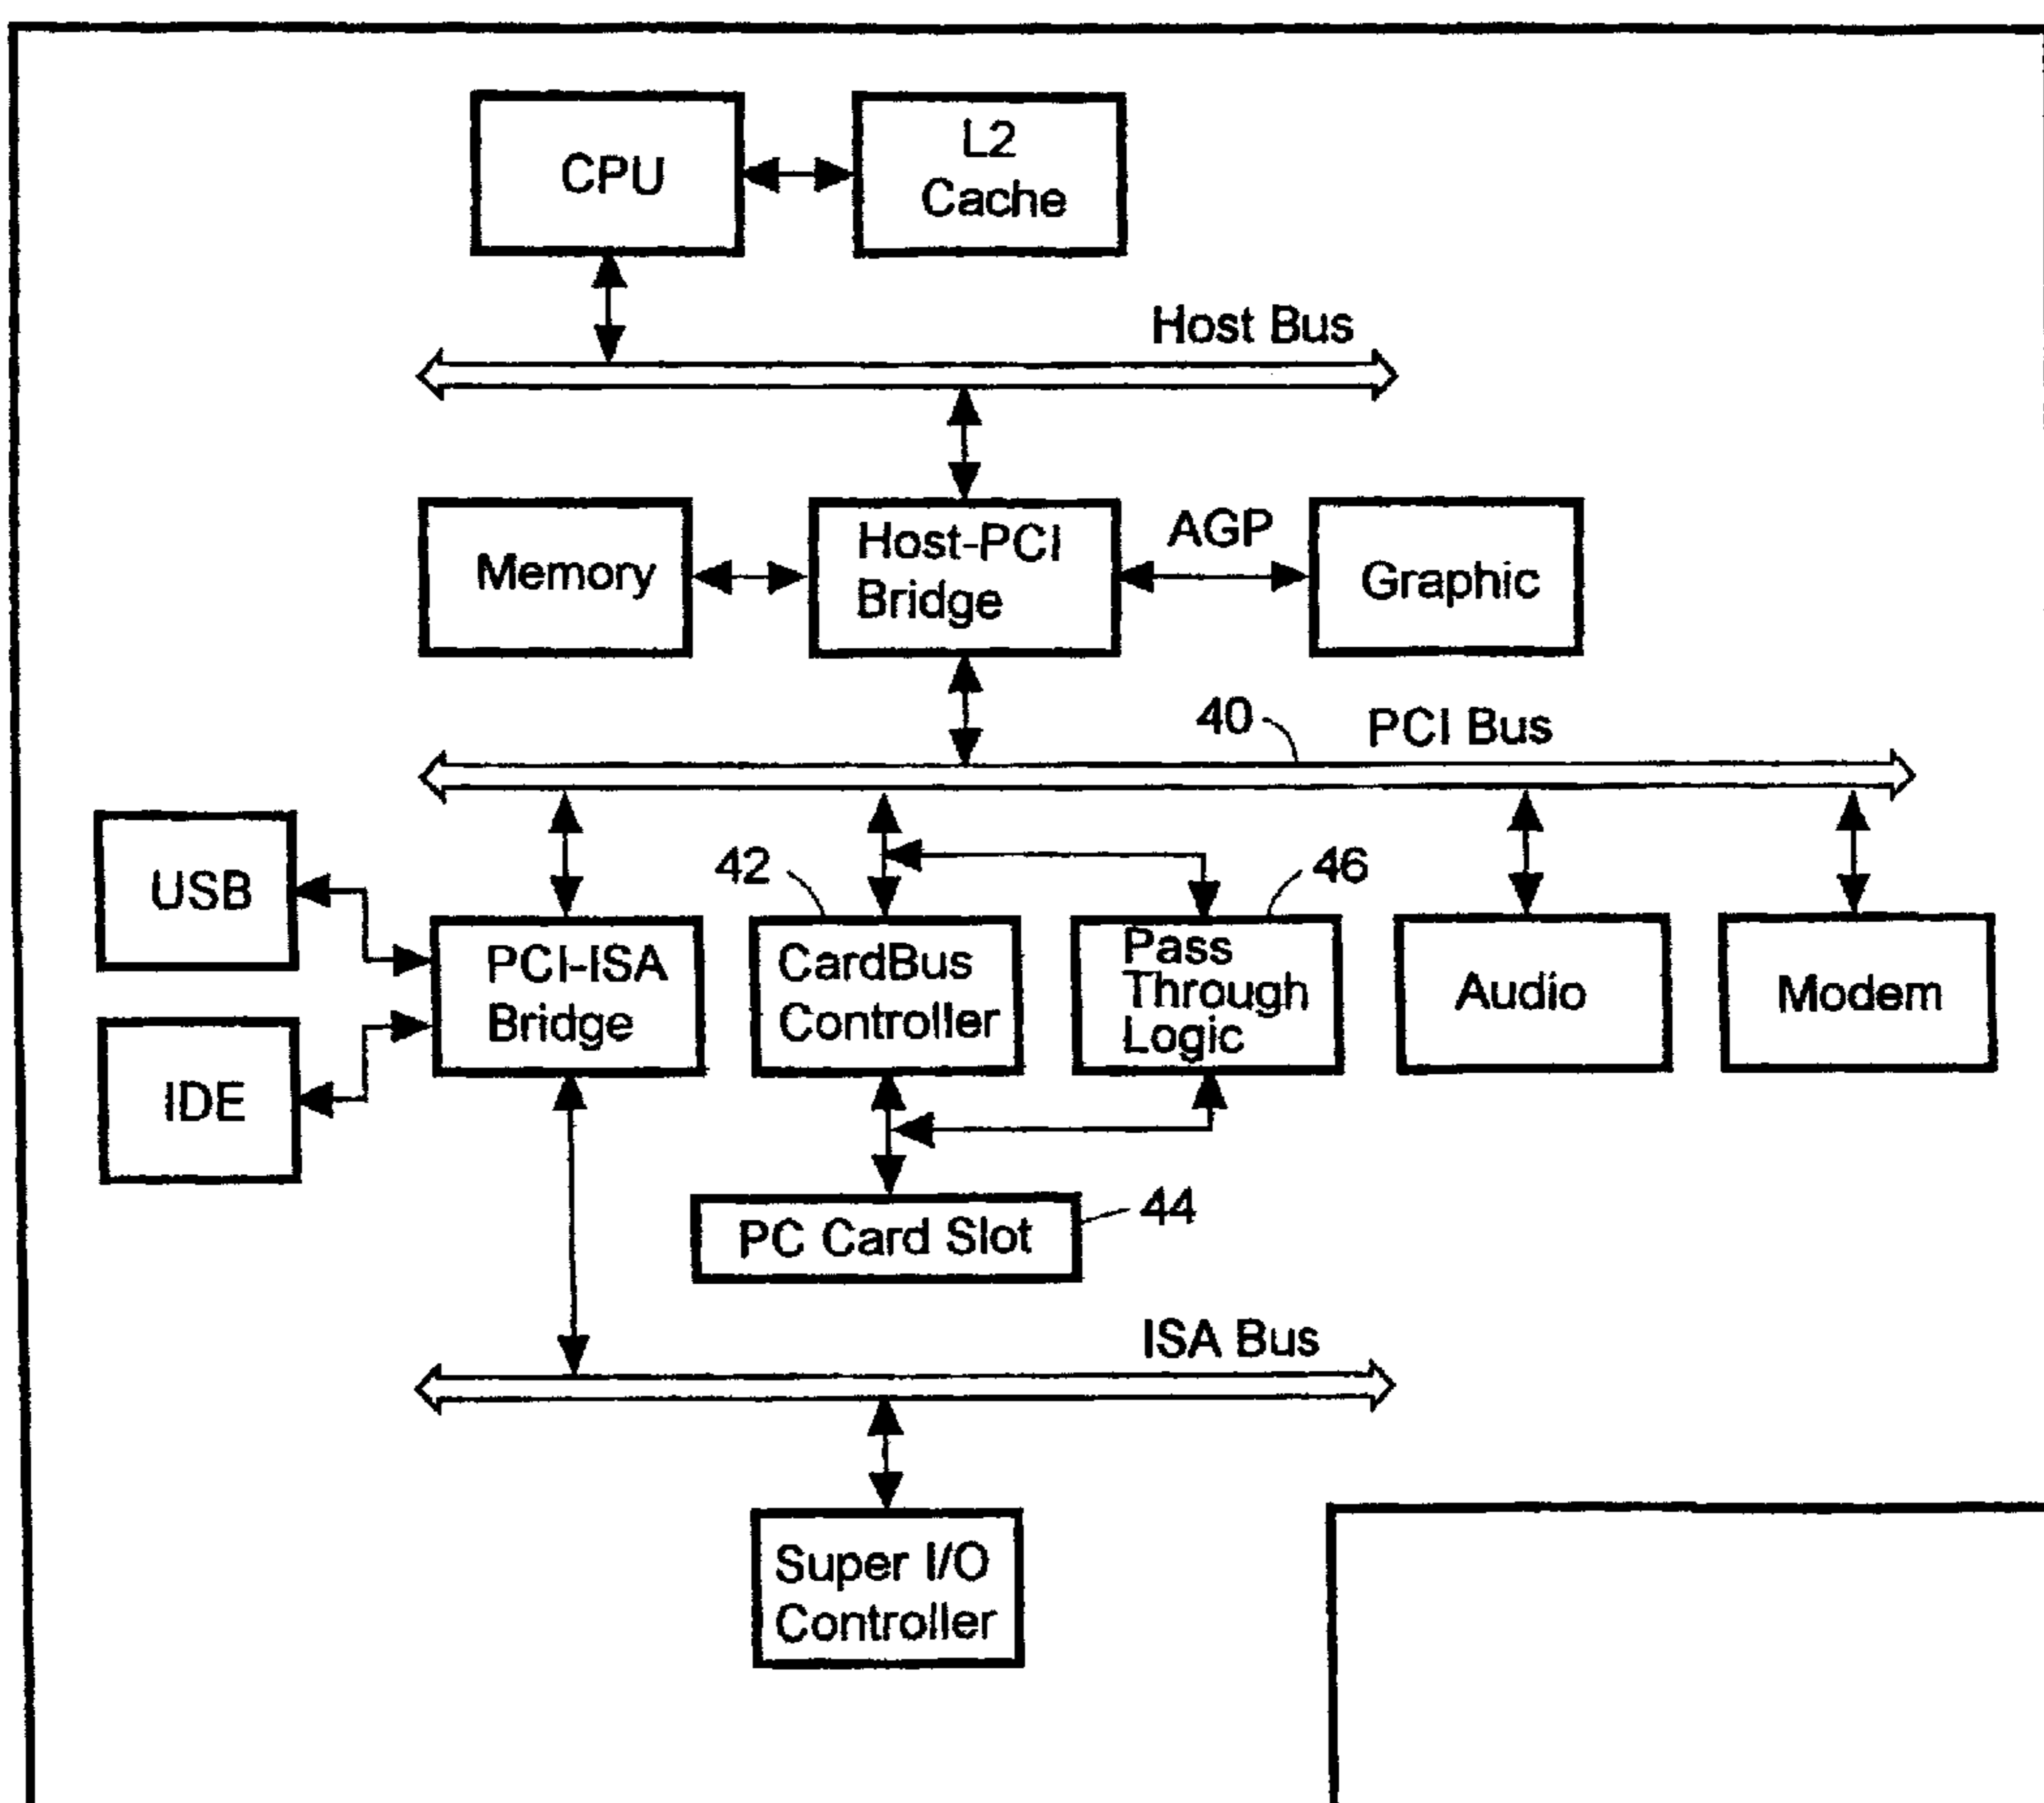 CPU
L2
Cache
Host Bus
Memory
Host-PCI
Bridge
AGP
Graphic
40
PCI Bus
USB
42
46
PCI-ISA
Bridge
CardBus
Controller
Pass
Through
Logic
Audio
Modem
IDE
PC Card Slot
44
ISA Bus
Super I/O
Controller